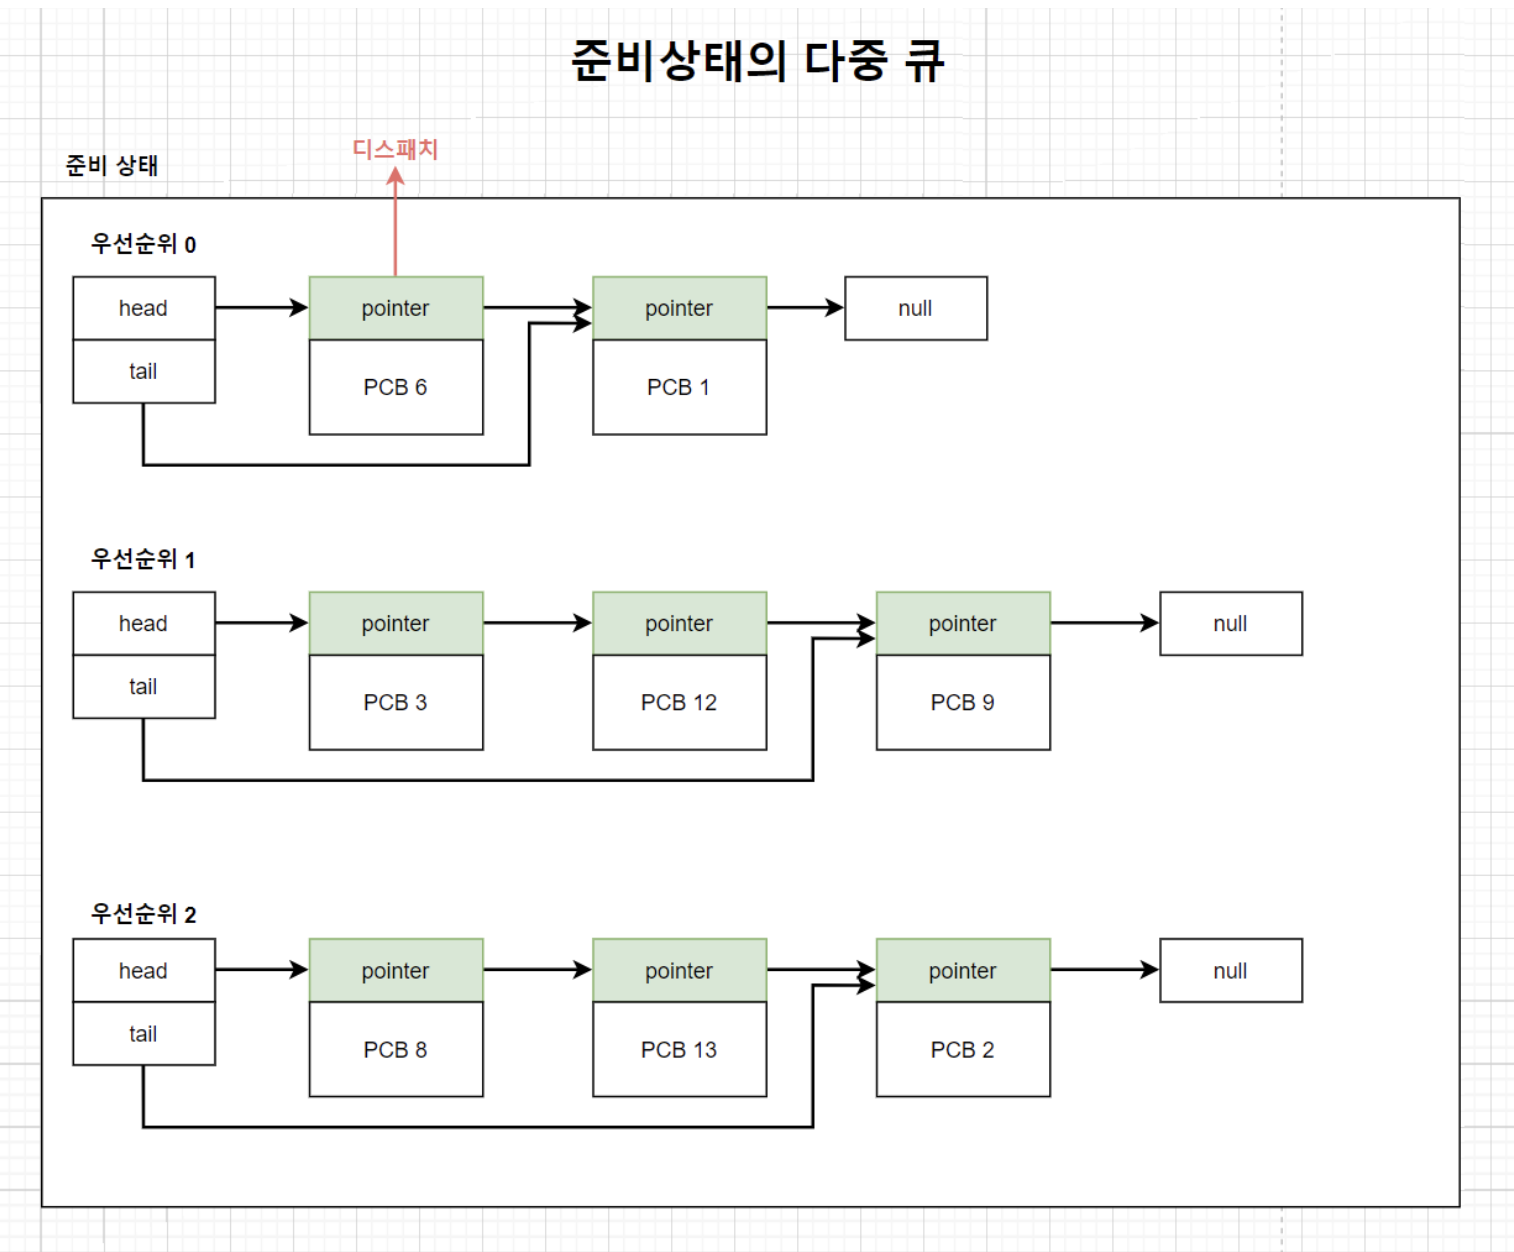 준비상태의 다중 큐
디스패치
준비 상태
우선순위 0
head
pointer
pointer
null
tail
PCB 6
PCB 1
우선순위 1
head
pointer
pointer
pointer
null
tail
PCB 3
PCB 12
PCB 9
우선순위 2
head
pointer
pointer
pointer
null
tail
PCB 8
PCB 13
PCB 2